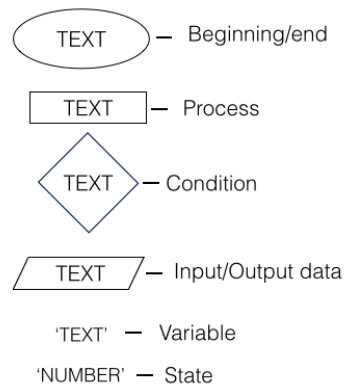 TEXT — Beginning/end
TEXT — Process
TEXT — Condition
TEXT — Input/Output data
‘TEXT’ — Variable
‘NUMBER’ — State